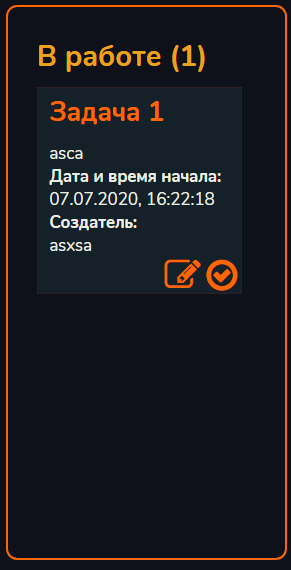 В работе (1)
Задача 1
asca
Дата и время начала:
07.07.2020, 16:22:18
Создатель:
asxsa